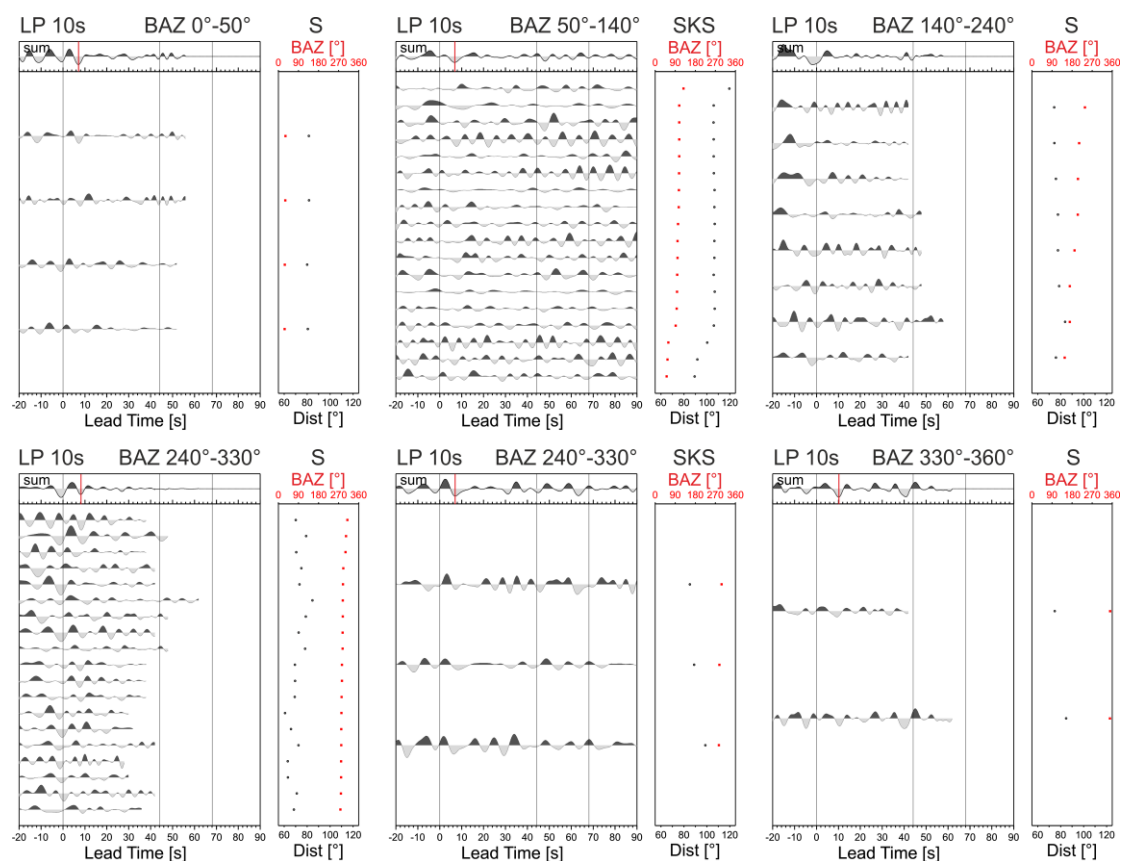 LP 10s BAZ 0°-50° S
sum
BAZ [°]
0 90 180 270 360
-20 -10 0 10 20 30 40 50 60 70 80 90
Lead Time [s]
60 80 100 120
Dist [°]
LP 10s BAZ 50°-140° SKS
sum
BAZ [°]
0 90 180 270 360
-20 -10 0 10 20 30 40 50 60 70 80 90
Lead Time [s]
60 80 100 120
Dist [°]
LP 10s BAZ 140°-240° S
sum
BAZ [°]
0 90 180 270 360
-20 -10 0 10 20 30 40 50 60 70 80 90
Lead Time [s]
60 80 100 120
Dist [°]
LP 10s BAZ 240°-330° S
sum
BAZ [°]
0 90 180 270 360
-20 -10 0 10 20 30 40 50 60 70 80 90
Lead Time [s]
60 80 100 120
Dist [°]
LP 10s BAZ 240°-330° SKS
sum
BAZ [°]
0 90 180 270 360
-20 -10 0 10 20 30 40 50 60 70 80 90
Lead Time [s]
60 80 100 120
Dist [°]
LP 10s BAZ 330°-360° S
sum
BAZ [°]
0 90 180 270 360
-20 -10 0 10 20 30 40 50 60 70 80 90
Lead Time [s]
60 80 100 120
Dist [°]